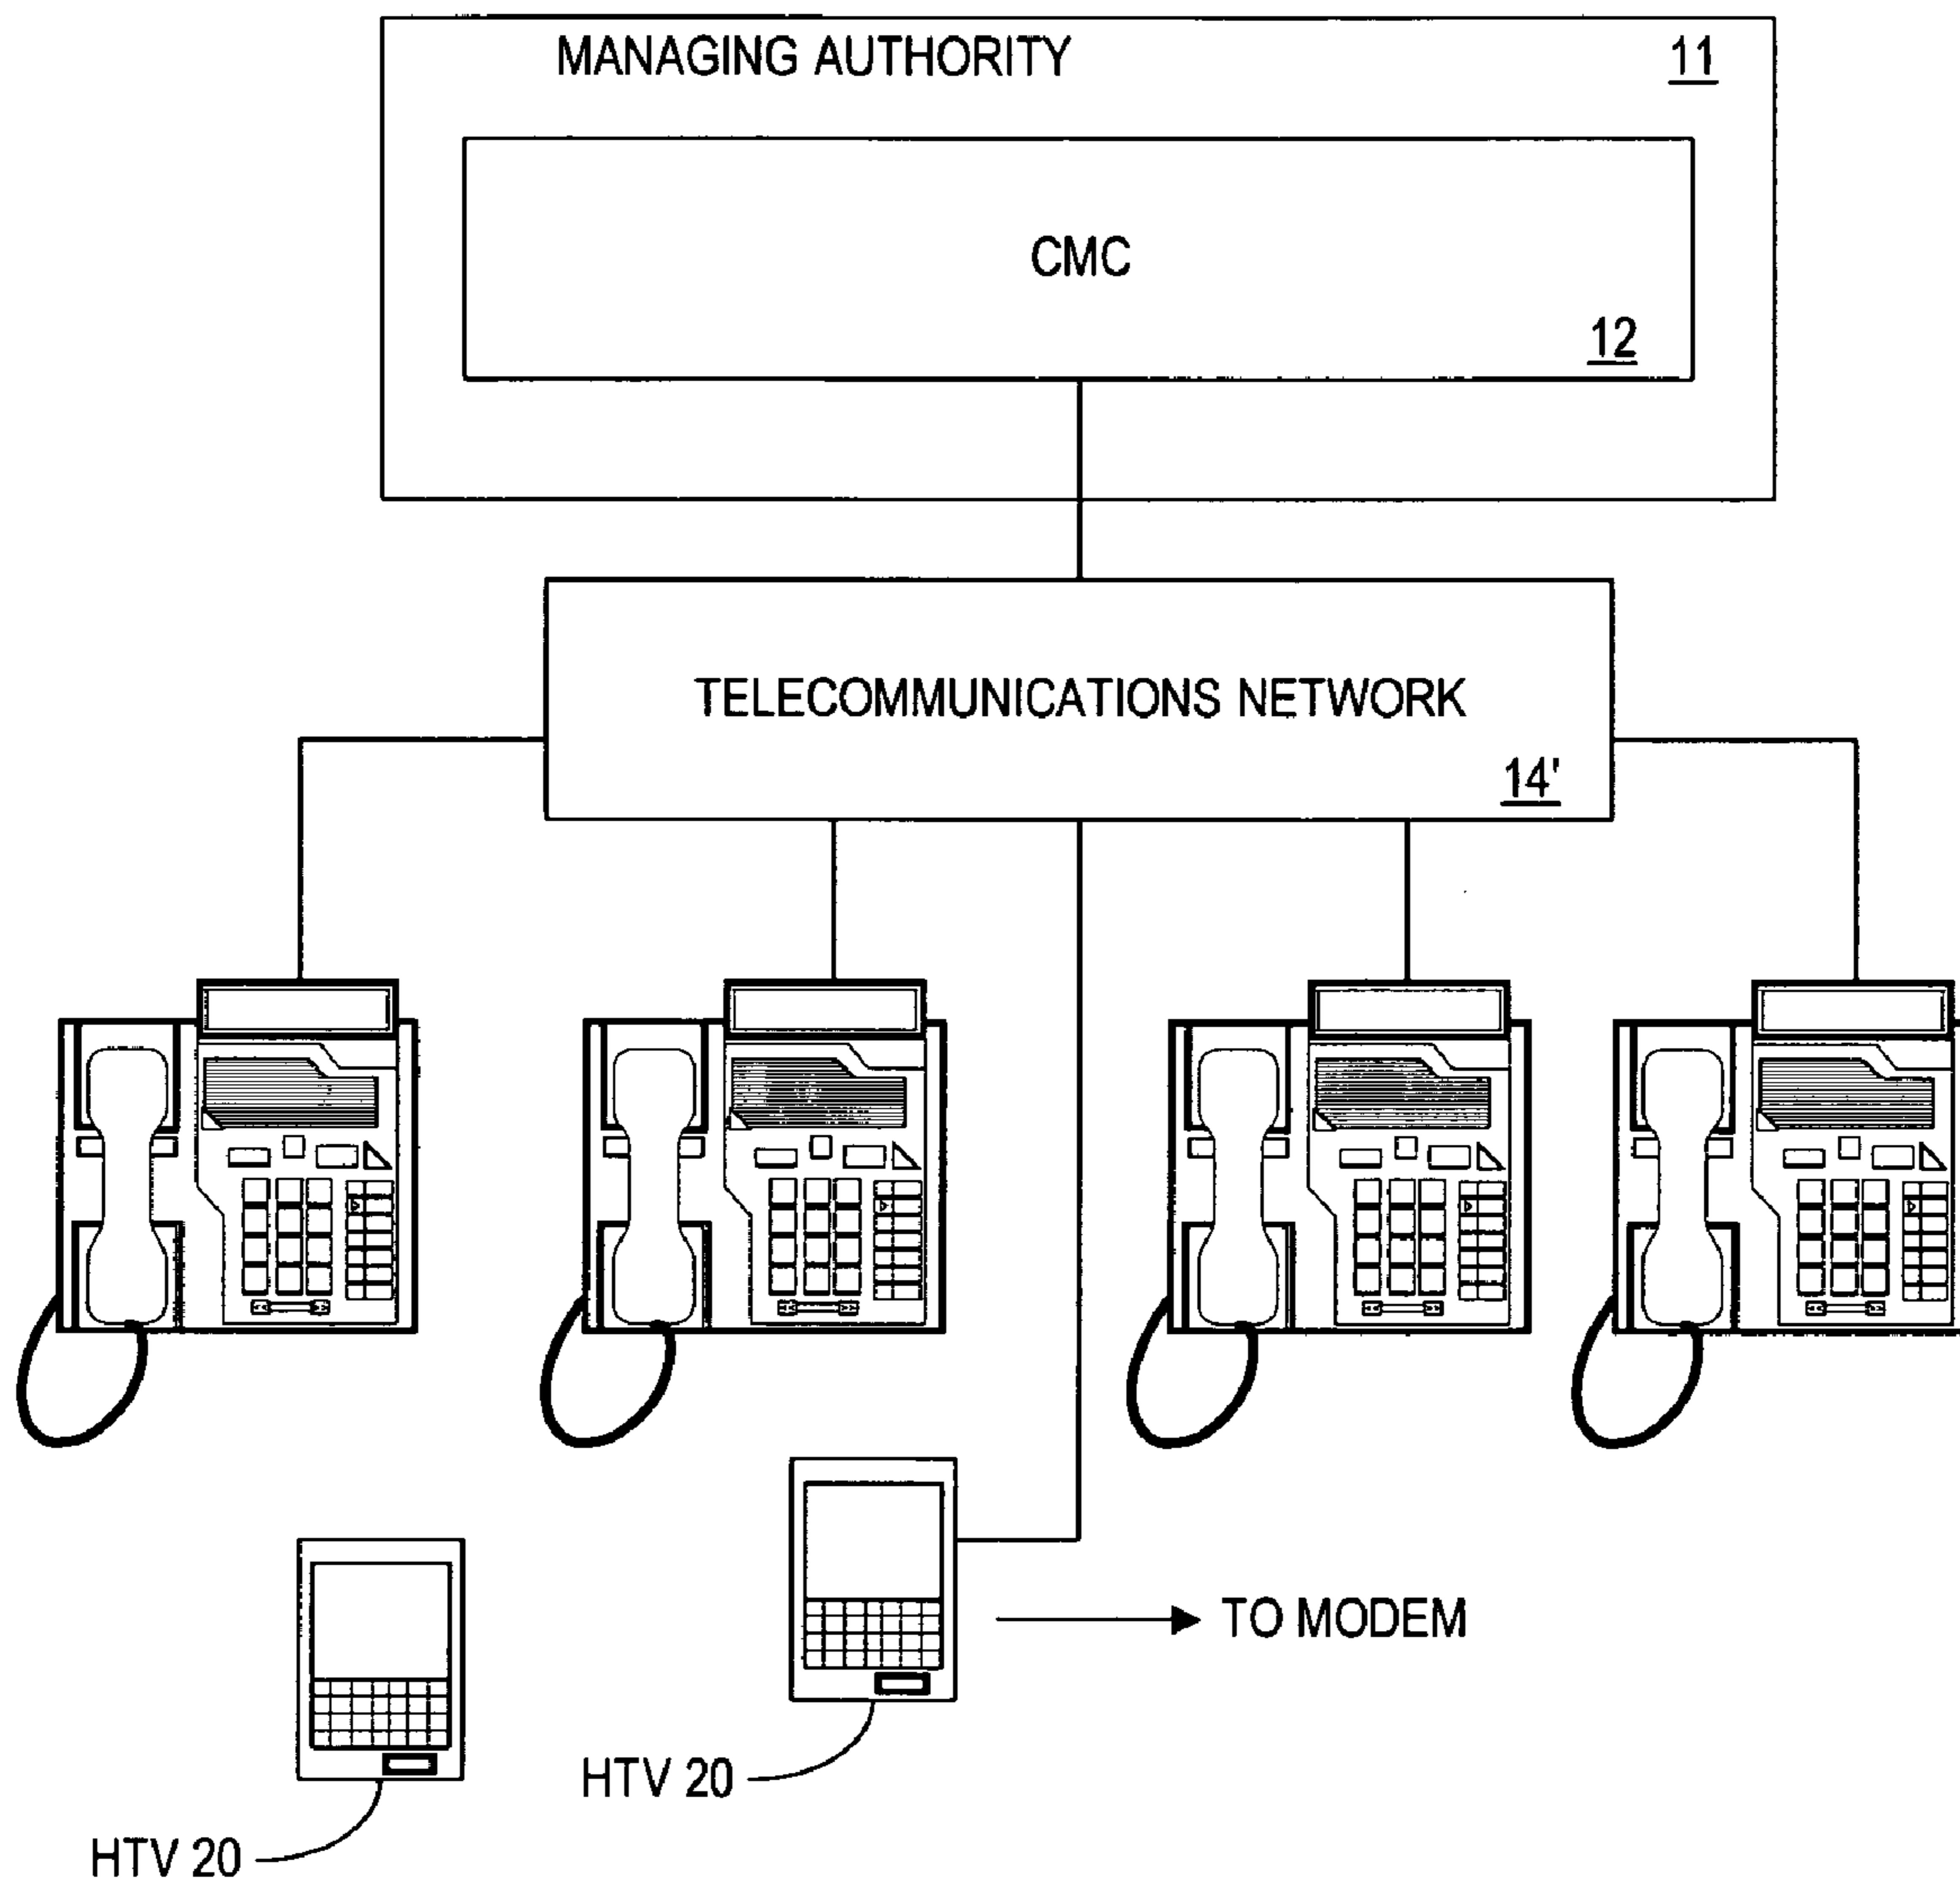 MANAGING AUTHORITY 11
CMC
12
TELECOMMUNICATIONS NETWORK
14'
TO MODEM
HTV 20
HTV 20